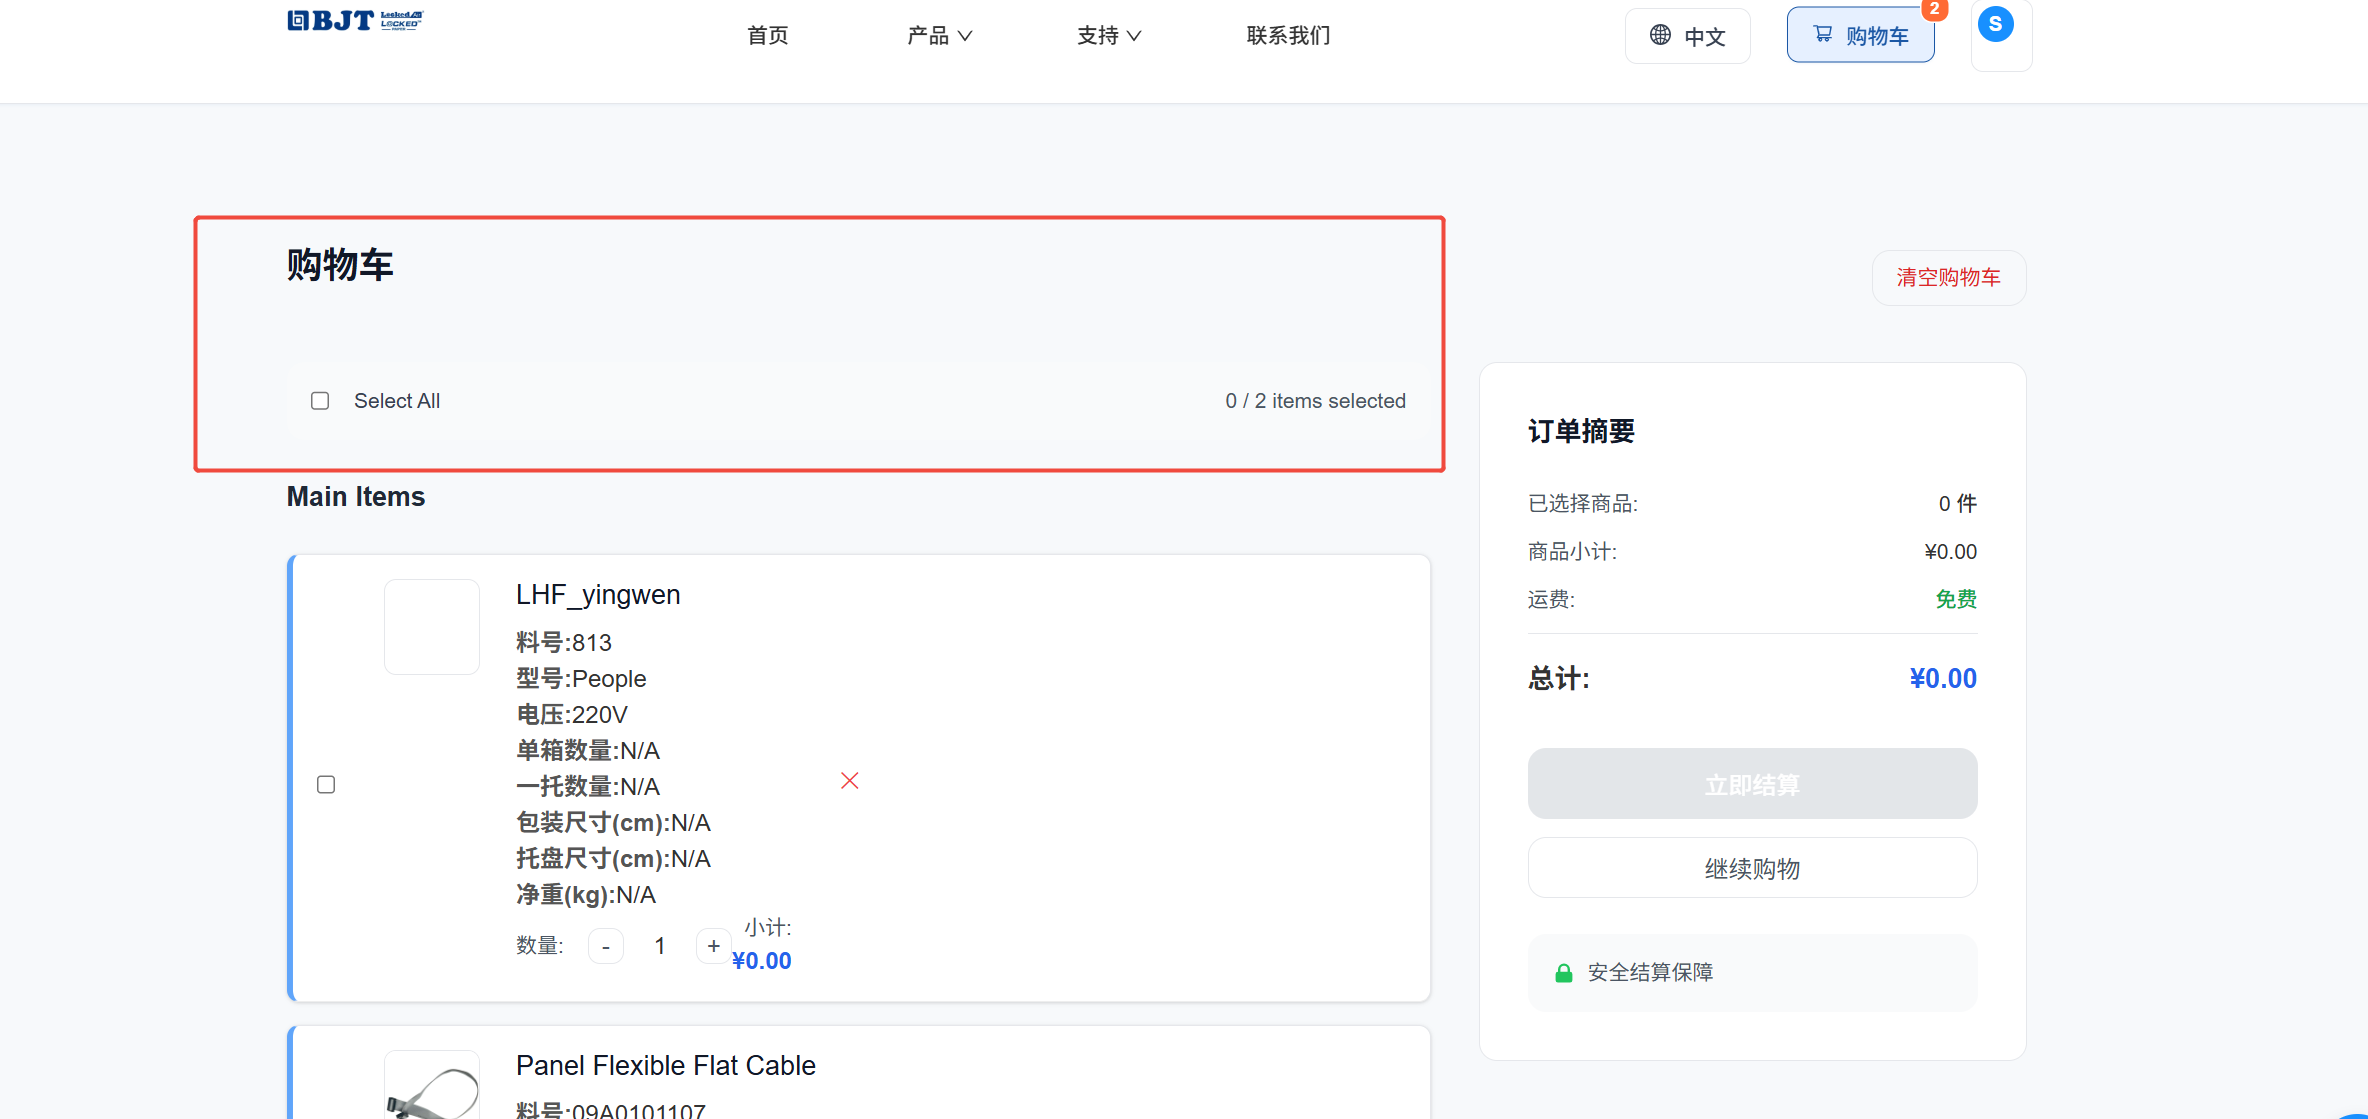 BJT LockedAir LOCKED PAPER
首页
产品
支持
联系我们
中文
购物车
2
S
购物车
清空购物车
Select All
0 / 2 items selected
Main Items
LHF_yingwen
料号:813
型号:People
电压:220V
单箱数量:N/A
一托数量:N/A
包装尺寸(cm):N/A
托盘尺寸(cm):N/A
净重(kg):N/A
数量: - 1 +
小计:
¥0.00
Panel Flexible Flat Cable
料号:09A0101107
订单摘要
已选择商品: 0 件
商品小计: ¥0.00
运费: 免费
总计: ¥0.00
立即结算
继续购物
安全结算保障